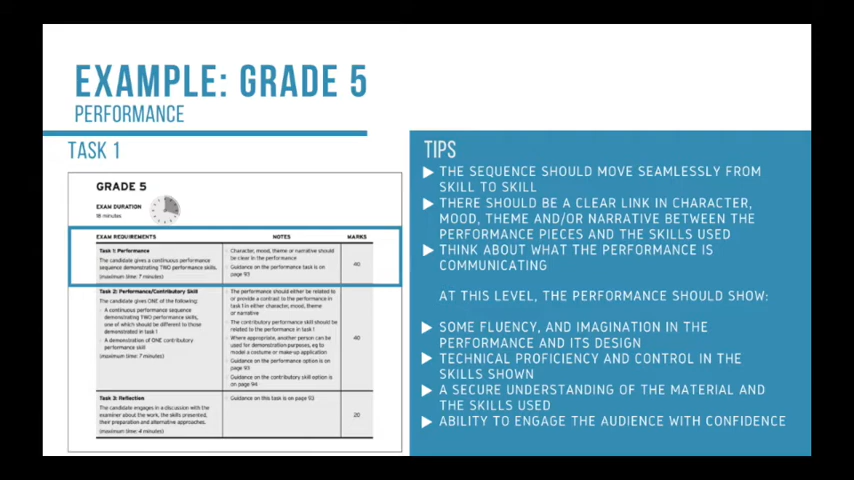 EXAMPLE: GRADE 5
PERFORMANCE
TASK 1
GRADE 5
EXAM DURATION
18 minutes
EXAM REQUIREMENTS NOTES MARKS
Task 1: Performance
The candidate gives a continuous performance
sequence demonstrating TWO performance skills.
(maximum time: 7 minutes)
Character, mood, theme or narrative should
be clear in the performance
Guidance on the performance task is on
page 93
40
Task 2: Performance/Contributory Skill
The candidate gives ONE of the following:
A continuous performance
sequence demonstrating TWO performance skills,
one of which should be different to those
demonstrated in task 1
A demonstration of ONE contributory
performance skill
(maximum time: 7 minutes)
The performance should either be related to
or provide a contrast to the performance in
task 1 in either character, mood, theme
or narrative
The contributory performance skill should be
related to the performance in task 1
Where appropriate, another person can be
used for demonstration purposes, eg to
model a costume or make-up application
Guidance on the performance option is on
page 93
Guidance on the contributory skill option is
on page 94
40
Task 3: Reflection
The candidate engages in a discussion with the
examiner about the work, the skills presented,
their preparation and alternative approaches.
(maximum time: 4 minutes)
Guidance on this task is on page 93
20
TIPS
THE SEQUENCE SHOULD MOVE SEAMLESSLY FROM
SKILL TO SKILL
THERE SHOULD BE A CLEAR LINK IN CHARACTER,
MOOD, THEME AND/OR NARRATIVE BETWEEN THE
PERFORMANCE PIECES AND THE SKILLS USED
THINK ABOUT WHAT THE PERFORMANCE IS
COMMUNICATING
AT THIS LEVEL, THE PERFORMANCE SHOULD SHOW:
SOME FLUENCY, AND IMAGINATION IN THE
PERFORMANCE AND ITS DESIGN
TECHNICAL PROFICIENCY AND CONTROL IN THE
SKILLS SHOWN
A SECURE UNDERSTANDING OF THE MATERIAL AND
THE SKILLS USED
ABILITY TO ENGAGE THE AUDIENCE WITH CONFIDENCE